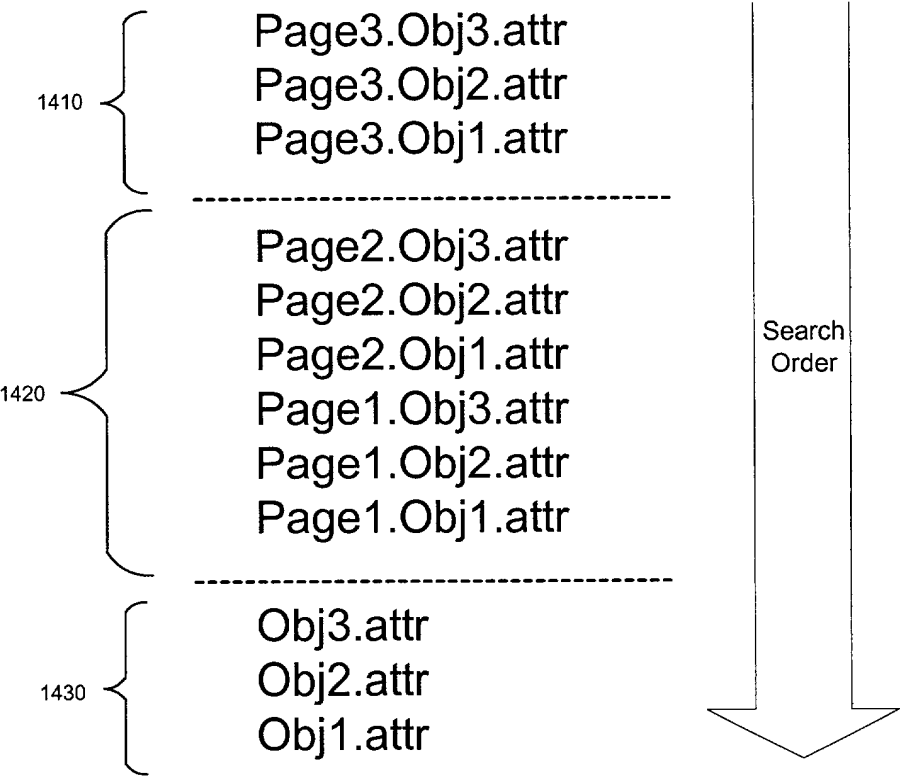 Page3.Obj3.attr
Page3.Obj2.attr
1410
Page3.Obj1.attr
Page2.Obj3.attr
Page2.Obj2.attr
Page2.Obj1.attr
1420
Page1.Obj3.attr
Page1.Obj2.attr
Page1.Obj1.attr
Obj3.attr
Obj2.attr
1430
Obj1.attr
Search
Order